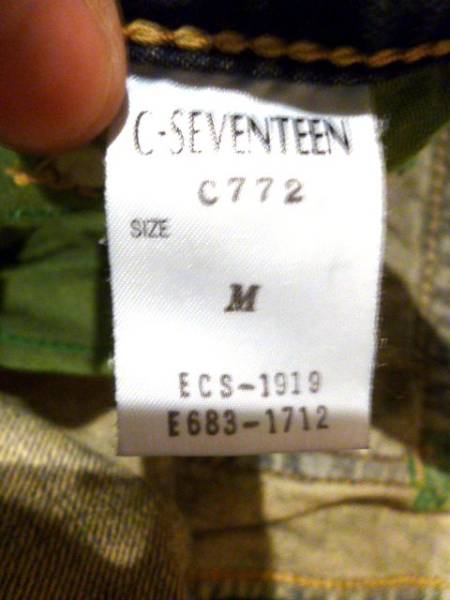 C-SEVENTEEN
C772
SIZE
M
ECS-1919
E683-1712